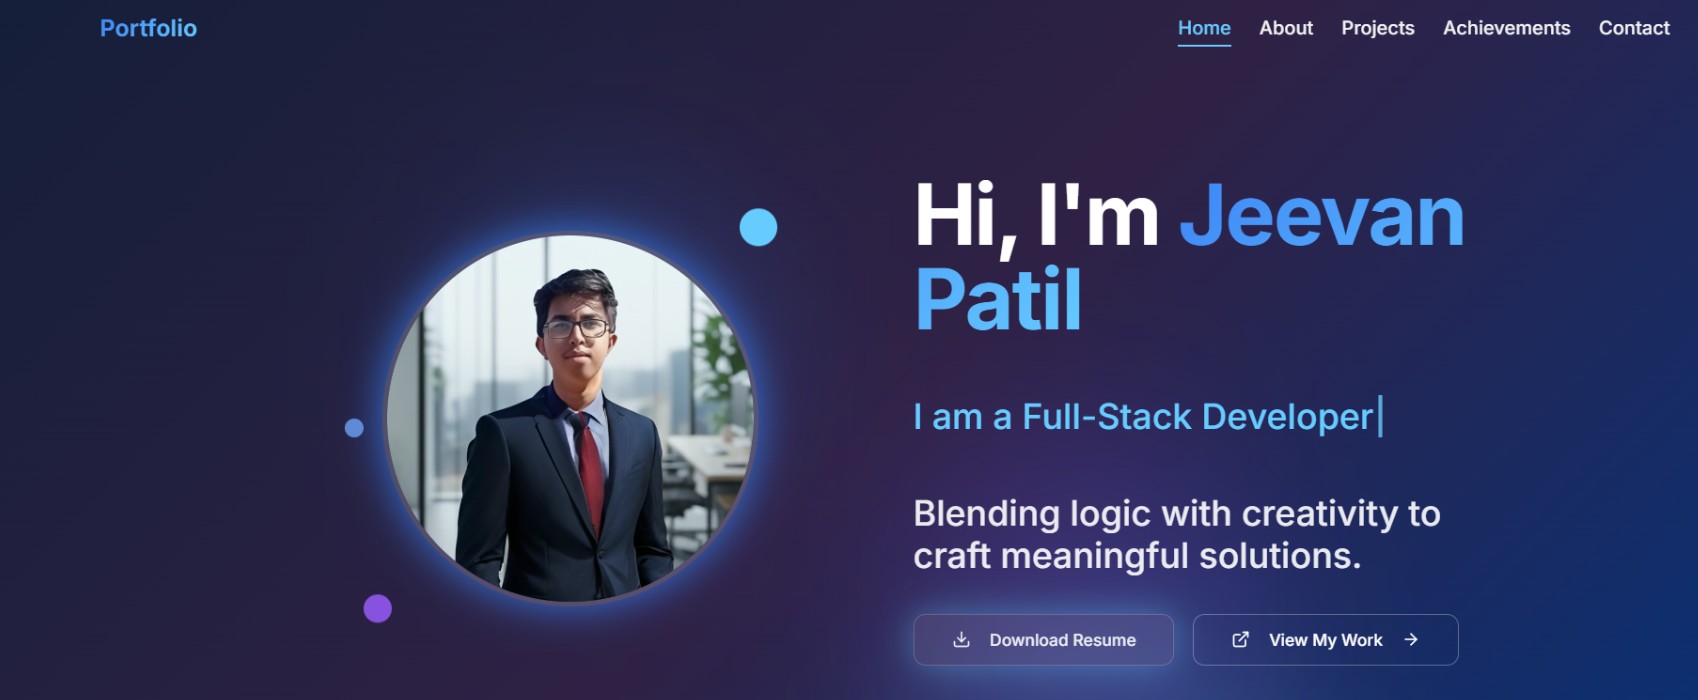 Portfolio
Home About Projects Achievements Contact
Hi, I'm Jeevan
Patil
I am a Full-Stack Developer
Blending logic with creativity to
craft meaningful solutions.
Download Resume
View My Work